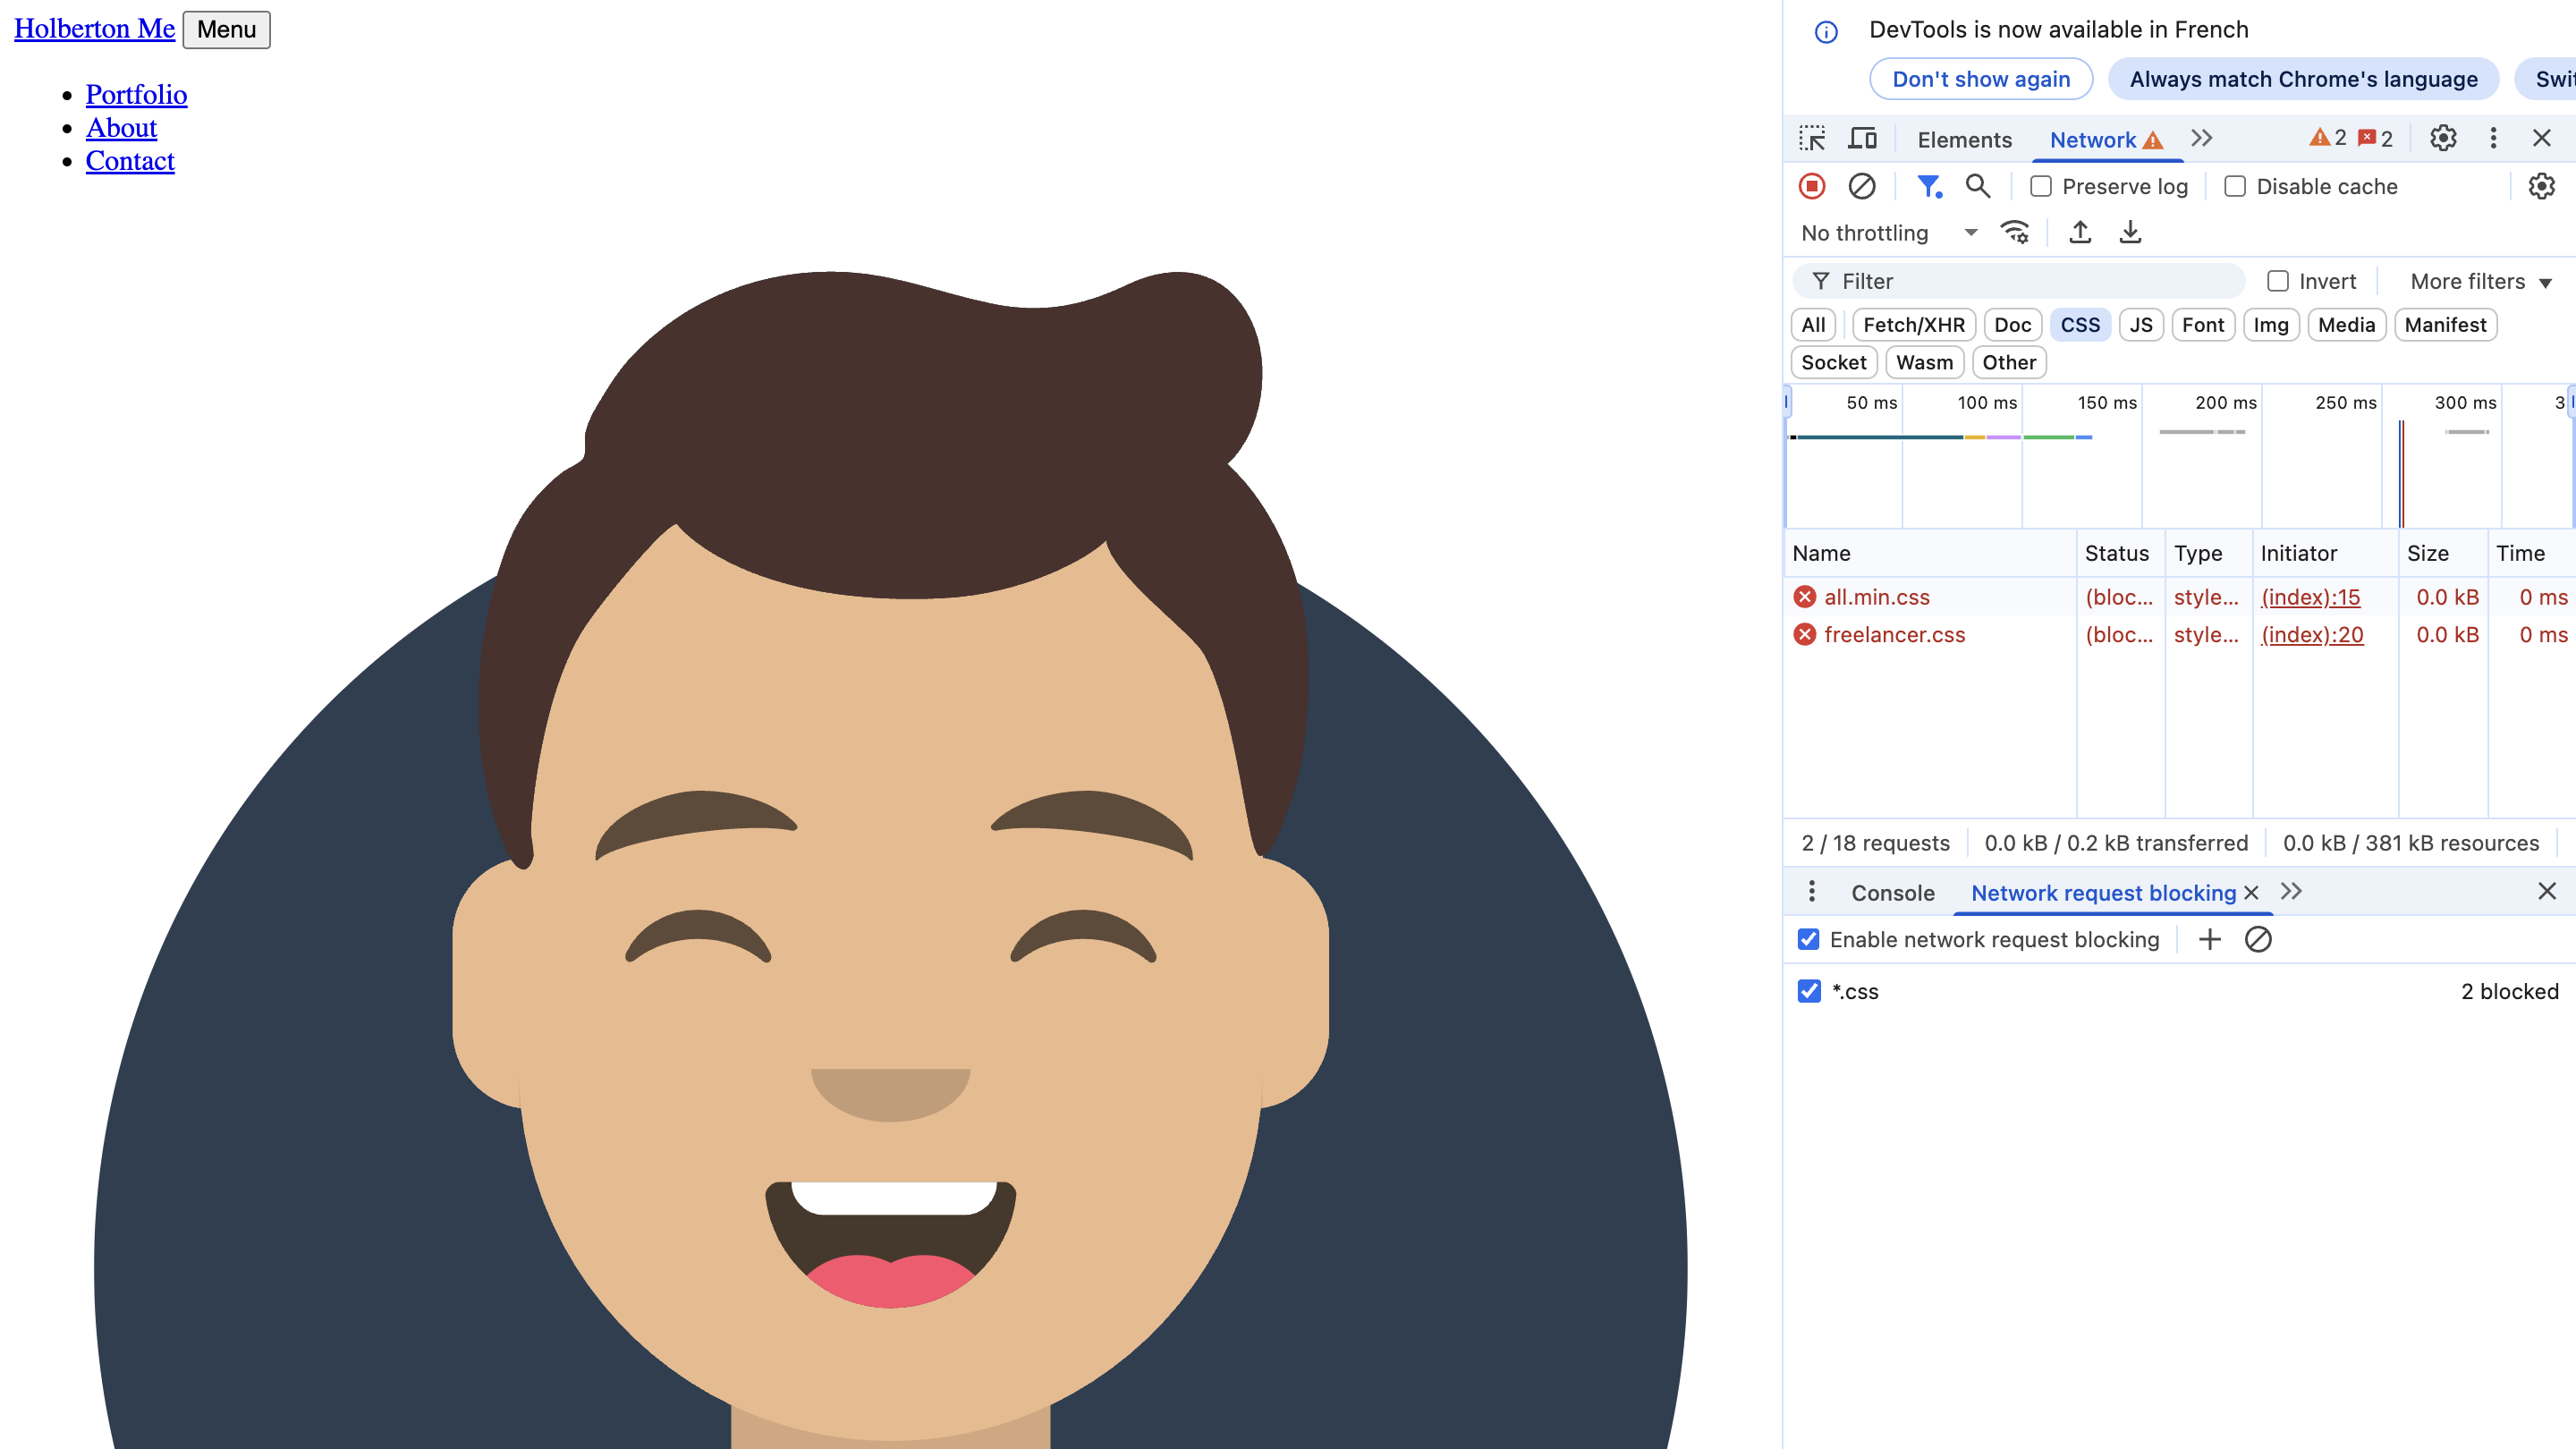 Holberton Me Menu
Portfolio
About
Contact
DevTools is now available in French
Don't show again Always match Chrome's language
Elements Network 2 2
Preserve log Disable cache
No throttling
Filter Invert More filters
All Fetch/XHR Doc CSS JS Font Img Media Manifest
Socket Wasm Other
50 ms 100 ms 150 ms 200 ms 250 ms 300 ms 3
Name Status Type Initiator Size Time
all.min.css (bloc... style... (index):15 0.0 kB 0 ms
freelancer.css (bloc... style... (index):20 0.0 kB 0 ms
2 / 18 requests 0.0 kB / 0.2 kB transferred 0.0 kB / 381 kB resources
Console Network request blocking
Enable network request blocking
*.css 2 blocked